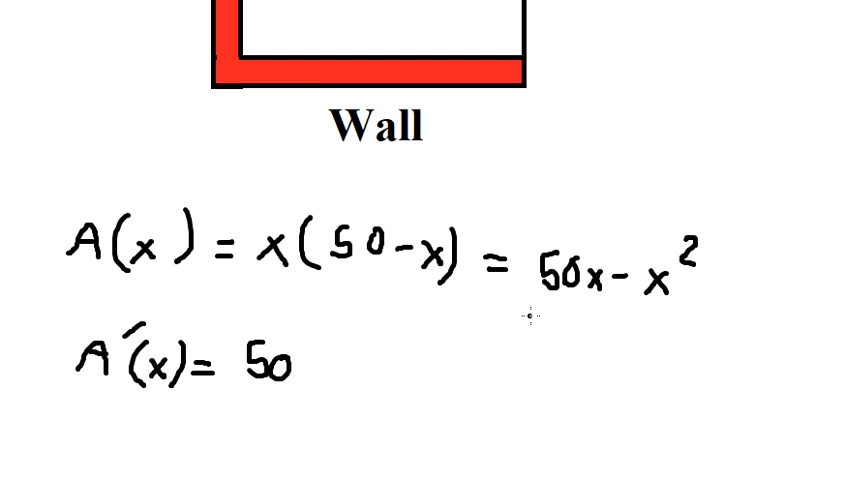 Wall
A(x) = x(50-x) = 50x - x²
A'(x) = 50